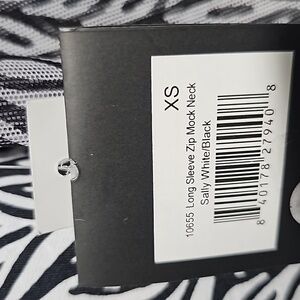 XS
10655 Long Sleeve Zip Mock Neck
Sally White/Black
8 40178 27940 8